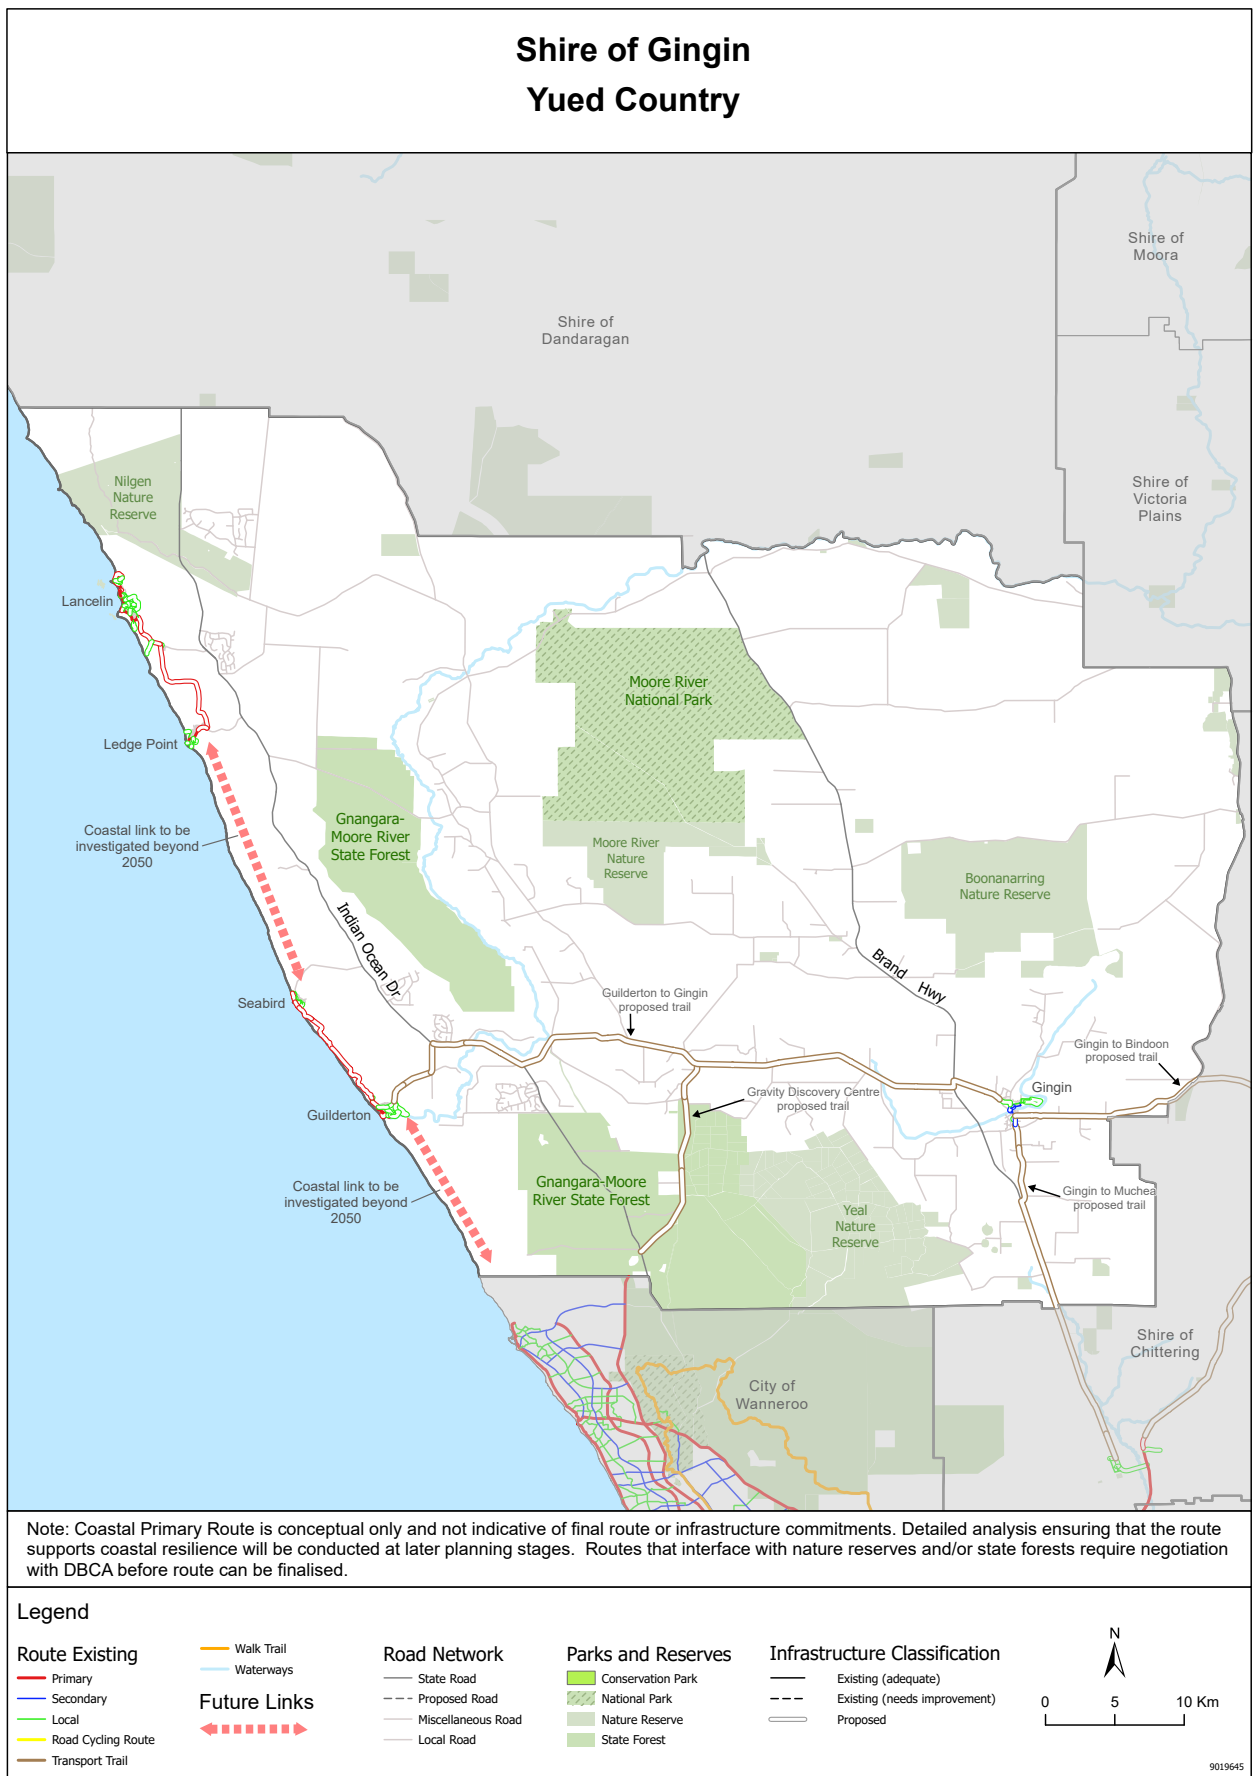 Shire of Gingin
Yued Country
Shire of
Moora
Shire of
Dandaragan
Nilgen
Nature
Reserve
Shire of
Victoria
Plains
Lancelin
Moore River
National Park
Ledge Point
Gnangara-
Moore River
State Forest
Coastal link to be
investigated beyond
2050
Moore River
Nature
Reserve
Boonanarring
Nature Reserve
Indian Ocean Dr
Brand Hwy
Seabird
Guilderton to Gingin
proposed trail
Gingin to Bindoon
proposed trail
Gingin
Gravity Discovery Centre
proposed trail
Guilderton
Coastal link to be
investigated beyond
2050
Gnangara-Moore
River State Forest
Gingin to Muchea
proposed trail
Yeal
Nature
Reserve
Shire of
Chittering
City of
Wanneroo
Note: Coastal Primary Route is conceptual only and not indicative of final route or infrastructure commitments. Detailed analysis ensuring that the route
supports coastal resilience will be conducted at later planning stages.  Routes that interface with nature reserves and/or state forests require negotiation
with DBCA before route can be finalised.
Legend
Route Existing
Primary
Secondary
Local
Road Cycling Route
Transport Trail
Walk Trail
Waterways
Future Links
Road Network
State Road
Proposed Road
Miscellaneous Road
Local Road
Parks and Reserves
Conservation Park
National Park
Nature Reserve
State Forest
Infrastructure Classification
Existing (adequate)
Existing (needs improvement)
Proposed
N
0 5 10 Km
9019645